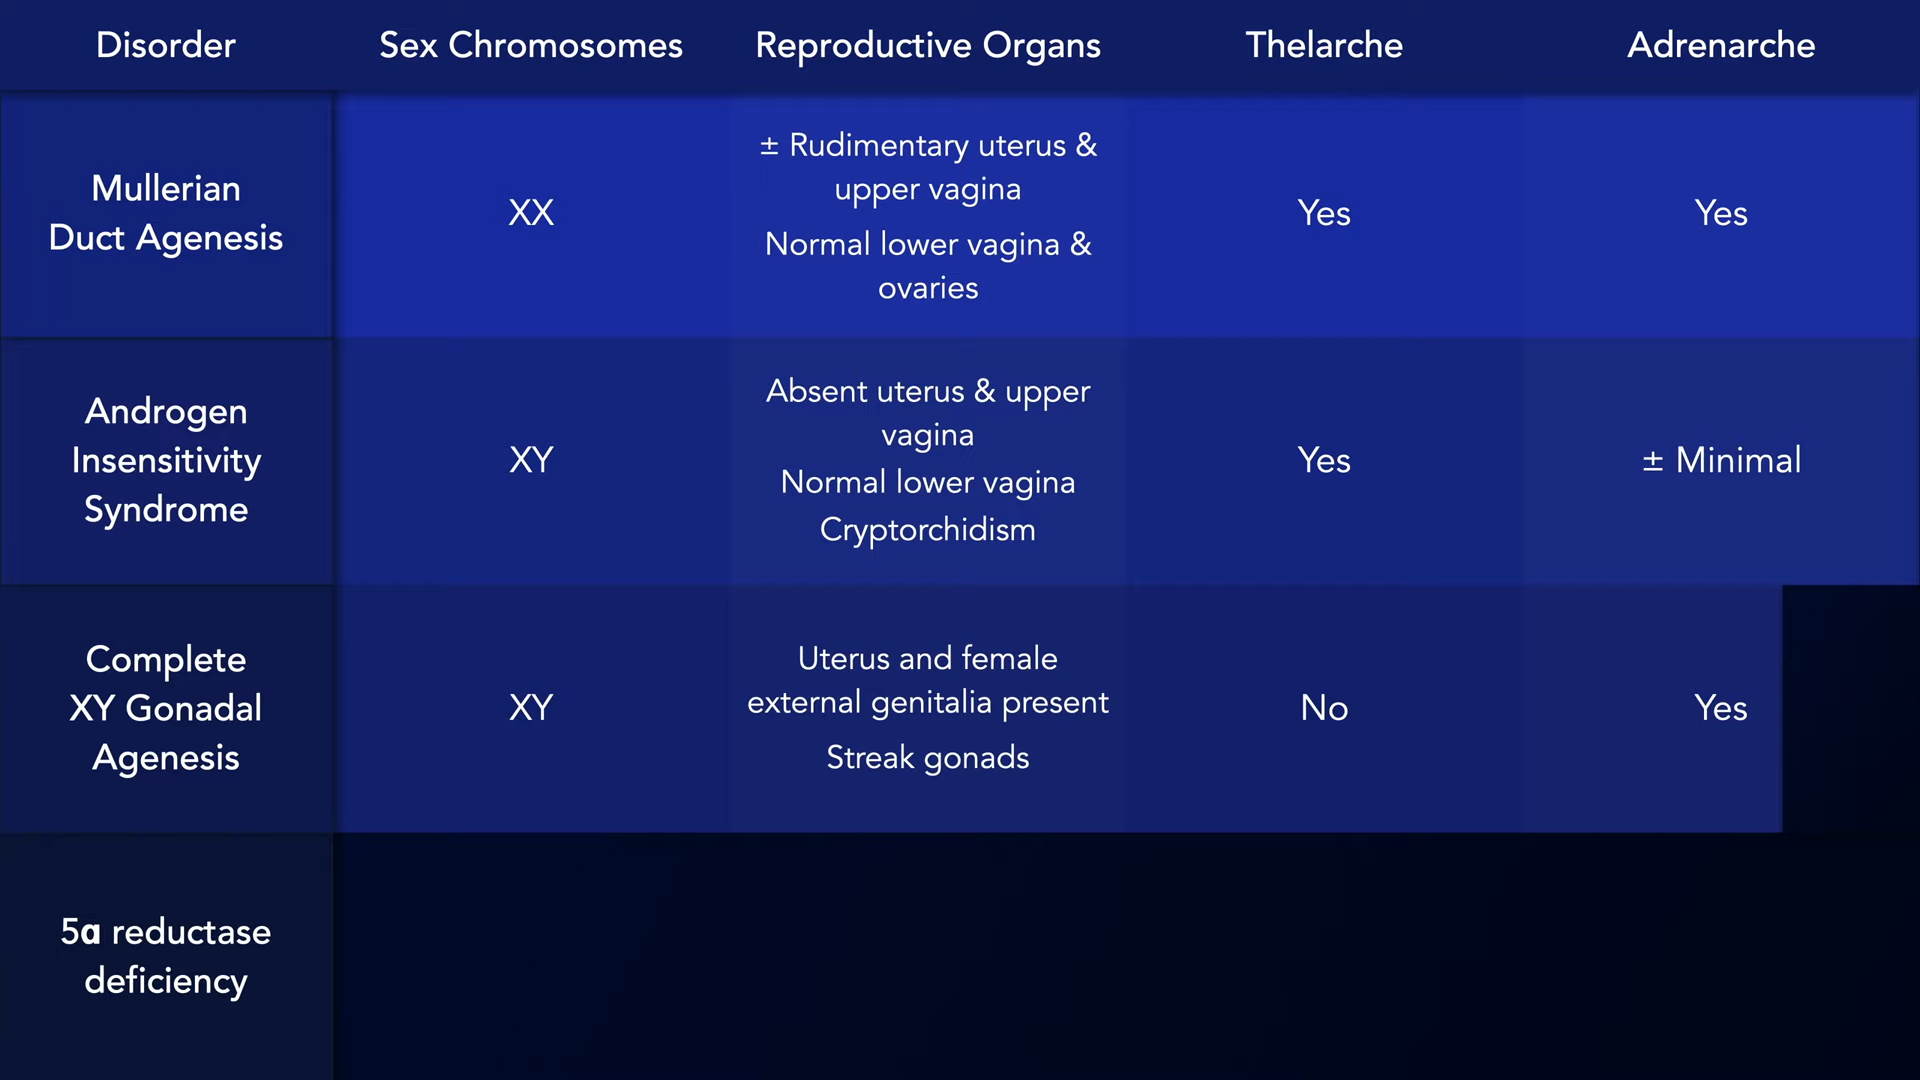 Disorder
Sex Chromosomes
Reproductive Organs
Thelarche
Adrenarche
Mullerian
Duct Agenesis
XX
± Rudimentary uterus &
upper vagina
Normal lower vagina &
ovaries
Yes
Yes
Androgen
Insensitivity
Syndrome
XY
Absent uterus & upper
vagina
Normal lower vagina
Cryptorchidism
Yes
± Minimal
Complete
XY Gonadal
Agenesis
XY
Uterus and female
external genitalia present
Streak gonads
No
Yes
5α reductase
deficiency